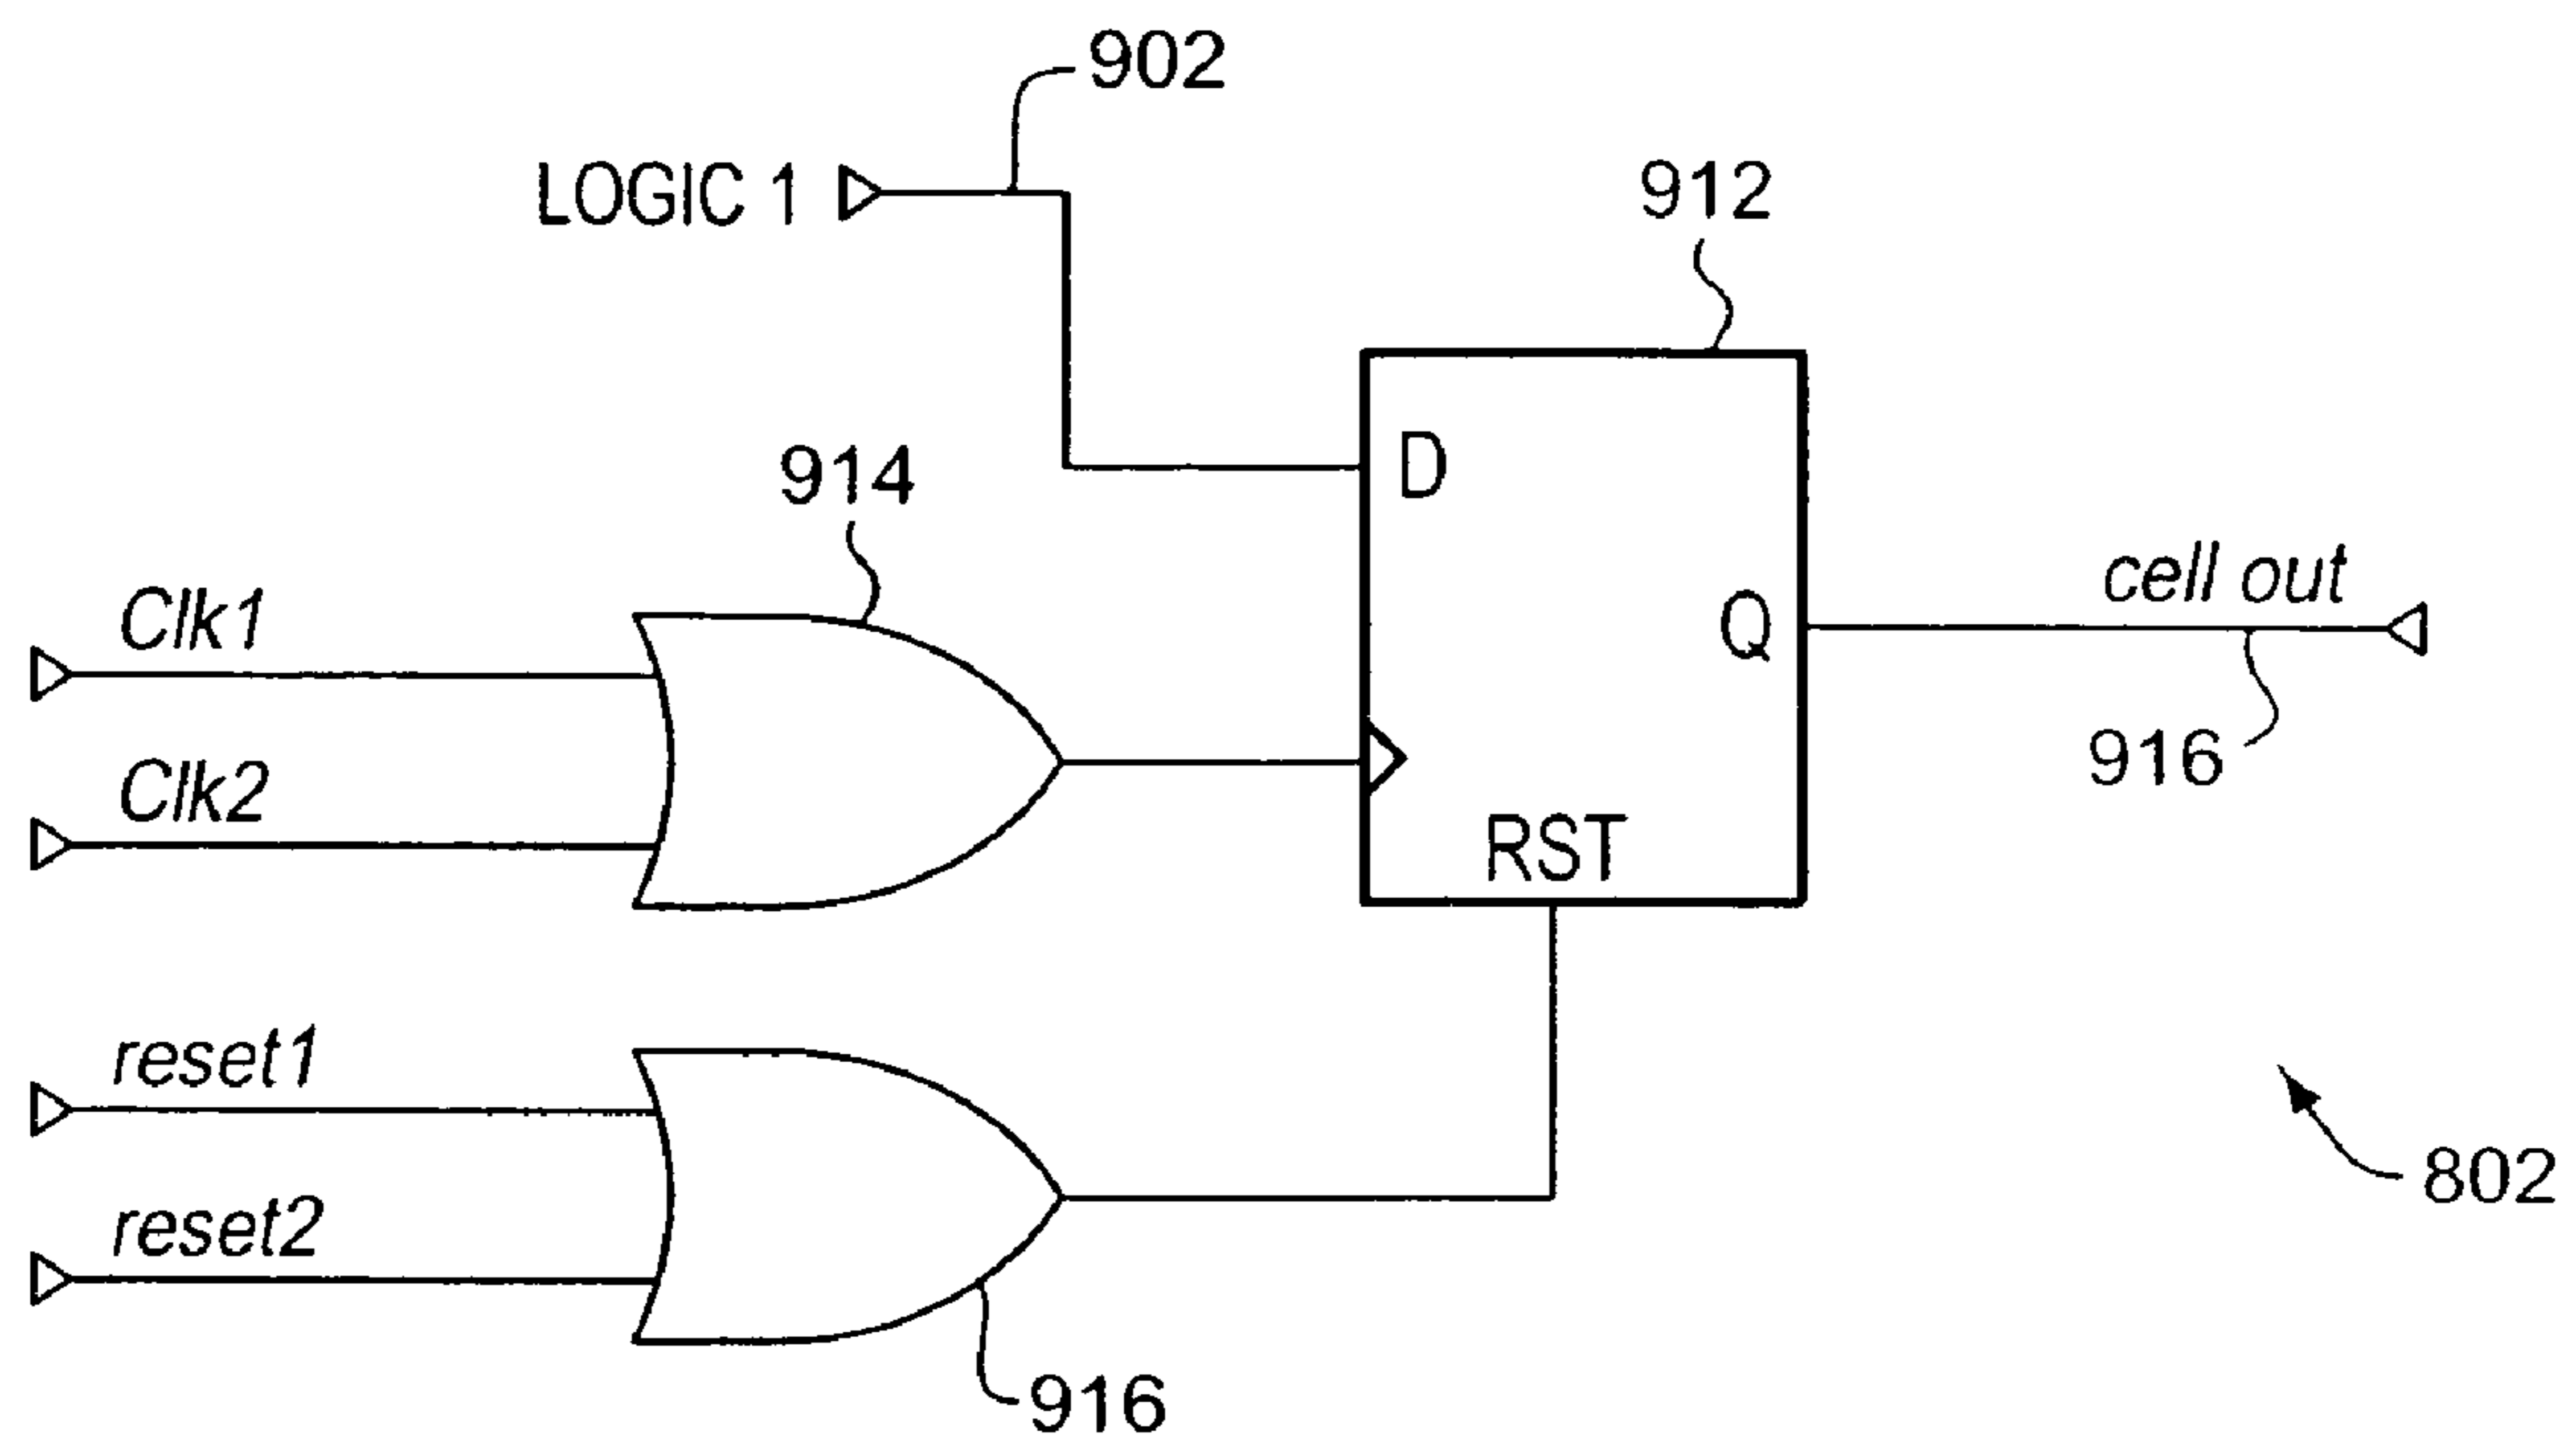 902
LOGIC 1
912
914
D
Clk1
cell out
Q
Clk2
916
RST
reset1
802
reset2
916